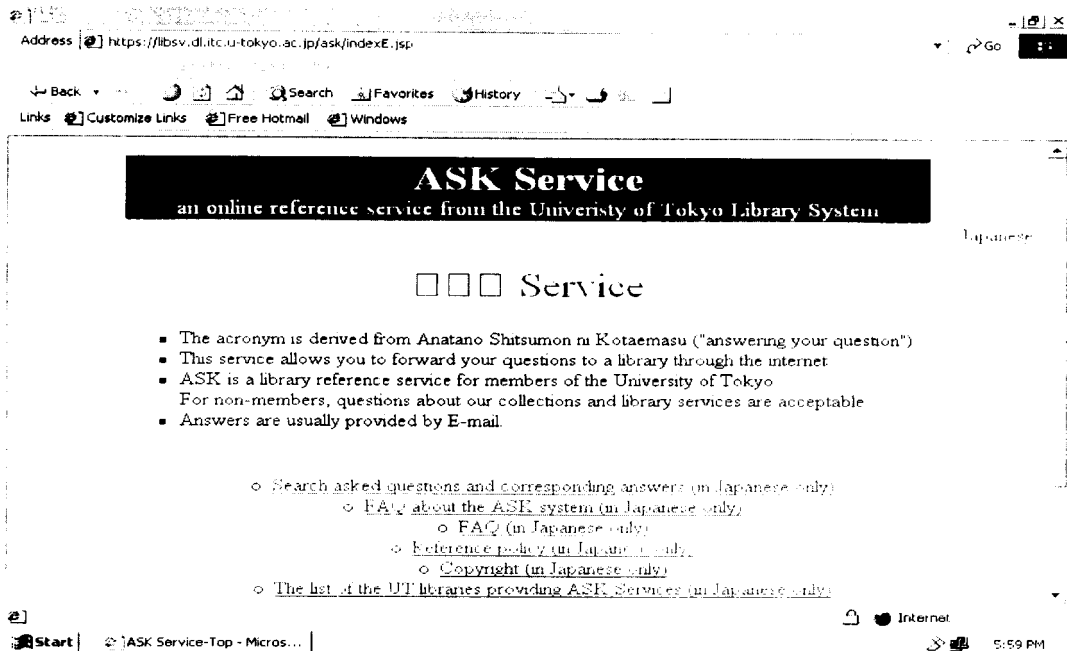 Address https://libsv.dl.itc.u-tokyo.ac.jp/ask/indexE.jsp
Go
Back Search Favorites History
Links Customize Links Free Hotmail Windows
ASK Service
an online reference service from the Univeristy of Tokyo Library System
Japanese
□□□ Service
▪ The acronym is derived from Anatano Shitsumon ni Kotaemasu ("answering your question")
▪ This service allows you to forward your questions to a library through the internet
▪ ASK is a library reference service for members of the University of Tokyo
For non-members, questions about our collections and library services are acceptable
▪ Answers are usually provided by E-mail.
○ Search asked questions and corresponding answers (in Japanese only)
○ FAQ about the ASK system (in Japanese only)
○ FAQ (in Japanese only)
○ Reference policy (in Japanese only)
○ Copyright (in Japanese only)
○ The list of the UT libraries providing ASK Services (in Japanese only)
Internet
Start ASK Service-Top - Micros... 5:59 PM